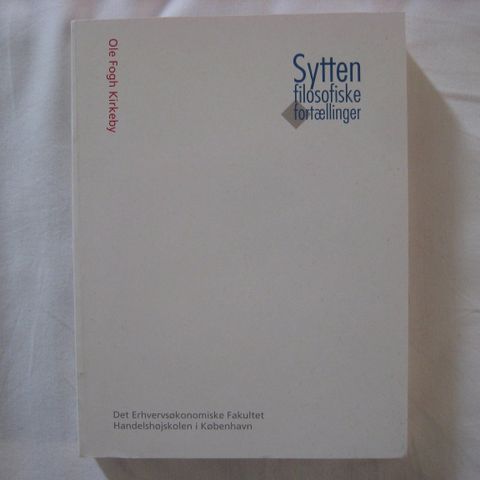 Ole Fogh Kirkeby
Sytten
filosofiske
fortællinger
Det Erhvervsøkonomiske Fakultet
Handelshøjskolen i København